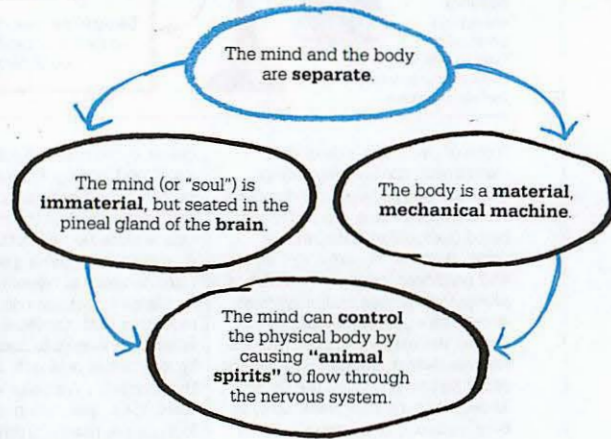 The mind and the body
are separate.
The mind (or “soul”) is
immaterial, but seated in the
pineal gland of the brain.
The body is a material,
mechanical machine.
The mind can control
the physical body by
causing “animal
spirits” to flow through
the nervous system.